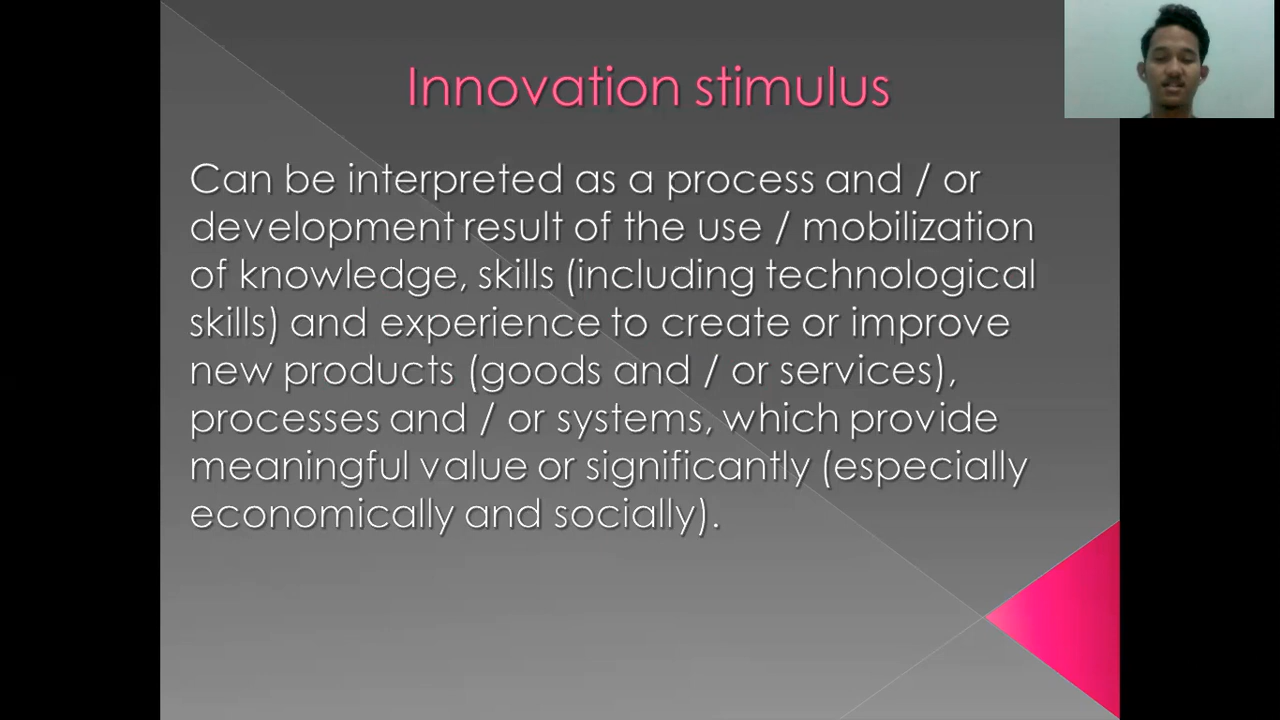 Innovation stimulus
Can be interpreted as a process and / or
development result of the use / mobilization
of knowledge, skills (including technological
skills) and experience to create or improve
new products (goods and / or services),
processes and / or systems, which provide
meaningful value or significantly (especially
economically and socially).